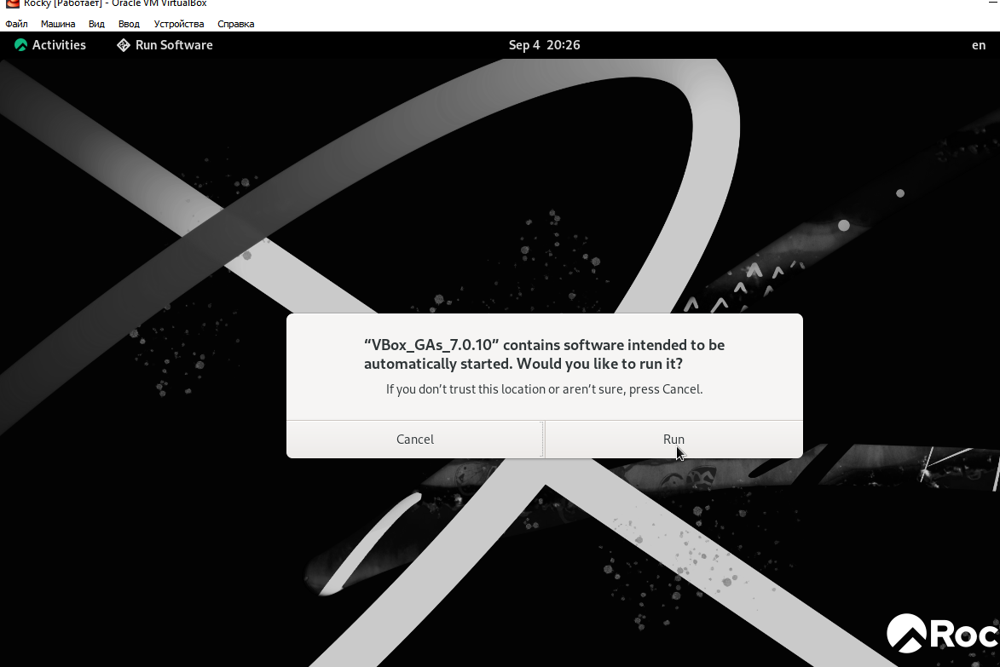 Rocky [Работает] - Oracle VM VirtualBox
Файл Машина Вид Ввод Устройства Справка
Activities Run Software Sep 4 20:26 en
“VBox_GAs_7.0.10” contains software intended to be
automatically started. Would you like to run it?
If you don’t trust this location or aren’t sure, press Cancel.
Cancel Run
Roc